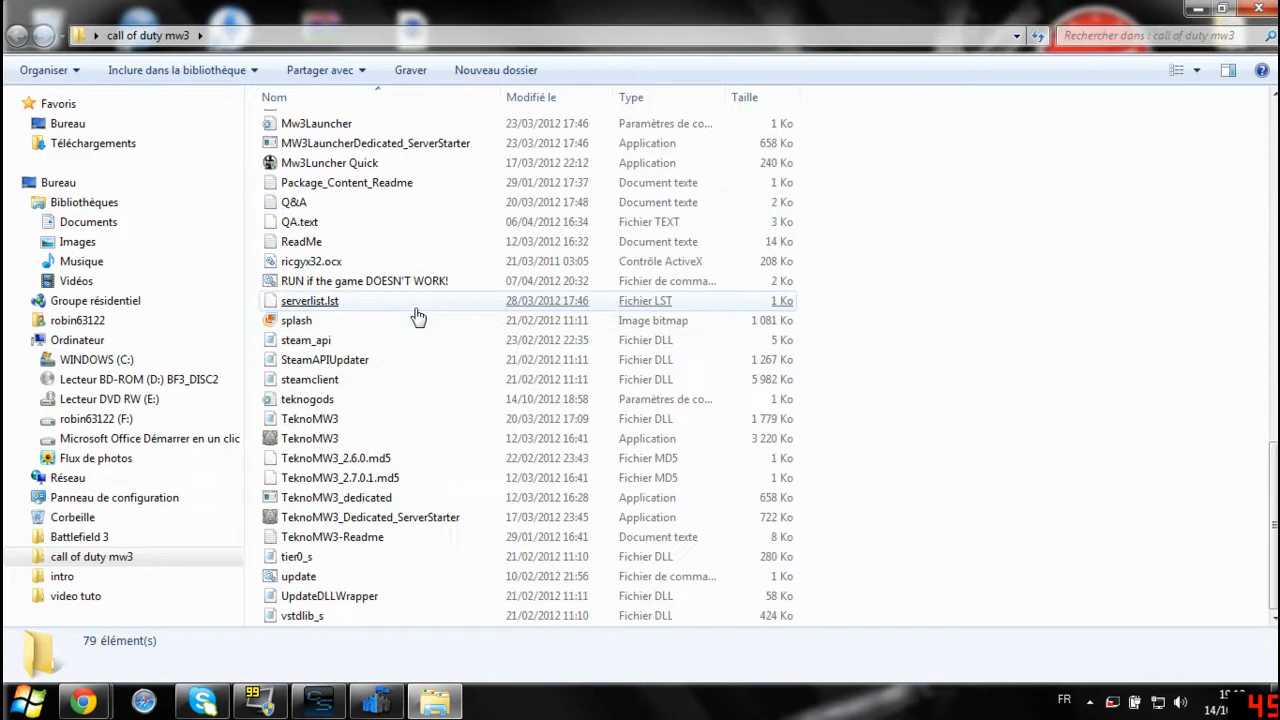 call of duty mw3
Rechercher dans : call of duty mw3
Organiser
Inclure dans la bibliothèque
Partager avec
Graver
Nouveau dossier
Nom
Modifié le
Type
Taille
Favoris
Bureau
Téléchargements
Bureau
Bibliothèques
Documents
Images
Musique
Vidéos
Groupe résidentiel
robin63122
Ordinateur
WINDOWS (C:)
Lecteur BD-ROM (D:) BF3_DISC2
Lecteur DVD RW (E:)
robin63122 (F:)
Microsoft Office Démarrer en un clic
Flux de photos
Réseau
Panneau de configuration
Corbeille
Battlefield 3
call of duty mw3
intro
video tuto
Mw3Launcher 23/03/2012 17:46 Paramètres de co... 1 Ko
MW3LauncherDedicated_ServerStarter 23/03/2012 17:46 Application 658 Ko
Mw3Luncher Quick 17/03/2012 22:12 Application 240 Ko
Package_Content_Readme 29/01/2012 17:37 Document texte 1 Ko
Q&A 20/03/2012 17:48 Document texte 2 Ko
QA.text 06/04/2012 16:34 Fichier TEXT 3 Ko
ReadMe 12/03/2012 16:32 Document texte 14 Ko
ricgyx32.ocx 21/03/2011 03:05 Contrôle ActiveX 208 Ko
RUN if the game DOESN'T WORK! 07/04/2012 20:32 Fichier de comma... 2 Ko
serverlist.lst 28/03/2012 17:46 Fichier LST 1 Ko
splash 21/02/2012 11:11 Image bitmap 1 081 Ko
steam_api 23/02/2012 22:35 Fichier DLL 5 Ko
SteamAPIUpdater 21/02/2012 11:11 Fichier DLL 1 267 Ko
steamclient 21/02/2012 11:11 Fichier DLL 5 982 Ko
teknogods 14/10/2012 18:58 Paramètres de co... 1 Ko
TeknoMW3 20/03/2012 17:09 Fichier DLL 1 779 Ko
TeknoMW3 12/03/2012 16:41 Application 3 220 Ko
TeknoMW3_2.6.0.md5 22/02/2012 23:43 Fichier MD5 1 Ko
TeknoMW3_2.7.0.1.md5 12/03/2012 16:41 Fichier MD5 1 Ko
TeknoMW3_dedicated 12/03/2012 16:28 Application 658 Ko
TeknoMW3_Dedicated_ServerStarter 17/03/2012 23:45 Application 722 Ko
TeknoMW3-Readme 29/01/2012 16:41 Document texte 8 Ko
tier0_s 21/02/2012 11:10 Fichier DLL 280 Ko
update 10/02/2012 21:56 Fichier de comma... 1 Ko
UpdateDLLWrapper 21/02/2012 11:11 Fichier DLL 58 Ko
vstdlib_s 21/02/2012 11:10 Fichier DLL 424 Ko
79 élément(s)
99
FR
45